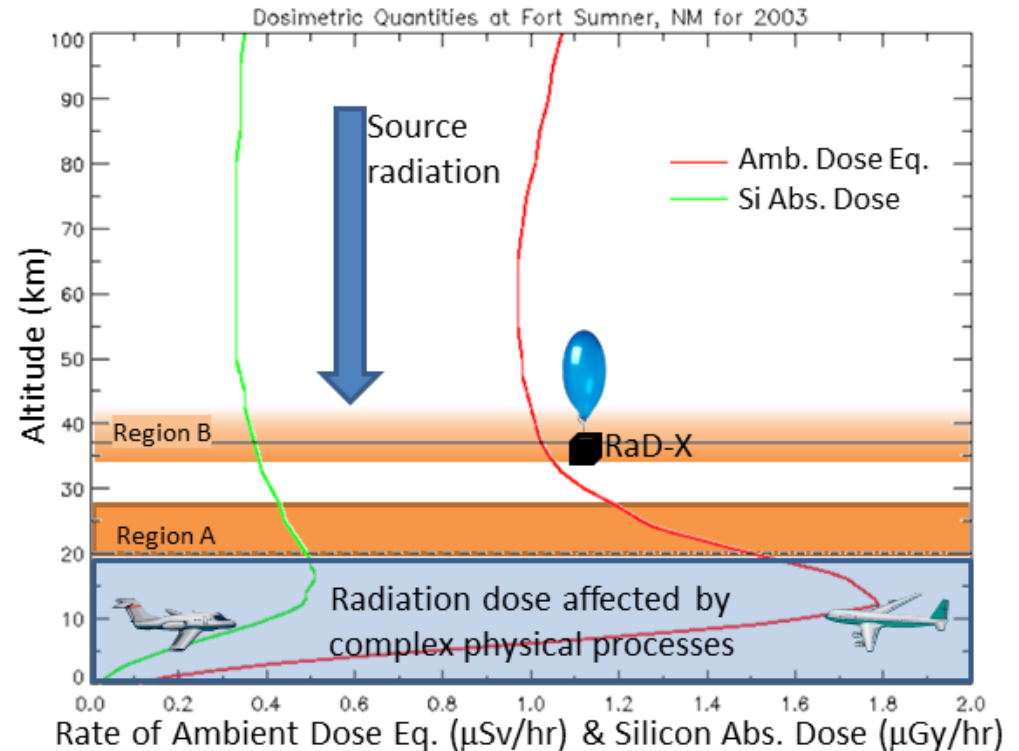 Dosimetric Quantities at Fort Sumner, NM for 2003
100
90
80
70
60
50
40
30
20
10
0
Altitude (km)
Source
radiation
Amb. Dose Eq.
Si Abs. Dose
Region B
RaD-X
Region A
Radiation dose affected by
complex physical processes
0.0 0.2 0.4 0.6 0.8 1.0 1.2 1.4 1.6 1.8 2.0
Rate of Ambient Dose Eq. (μSv/hr) & Silicon Abs. Dose (μGy/hr)